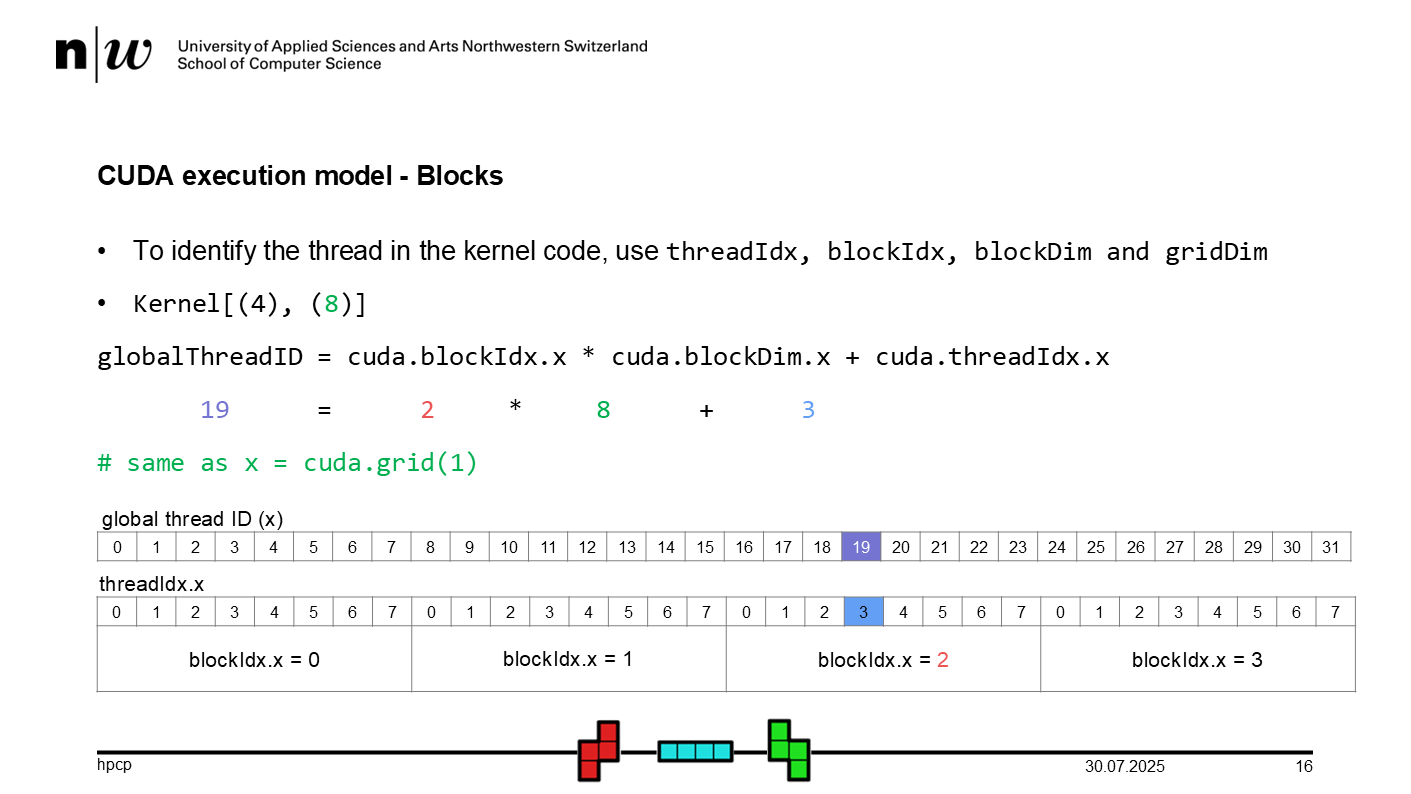 n|w University of Applied Sciences and Arts Northwestern Switzerland
School of Computer Science
CUDA execution model - Blocks
• To identify the thread in the kernel code, use threadIdx, blockIdx, blockDim and gridDim
• Kernel[(4), (8)]
globalThreadID = cuda.blockIdx.x * cuda.blockDim.x + cuda.threadIdx.x
19 = 2 * 8 + 3
# same as x = cuda.grid(1)
global thread ID (x)
0 1 2 3 4 5 6 7 8 9 10 11 12 13 14 15 16 17 18 19 20 21 22 23 24 25 26 27 28 29 30 31
threadIdx.x
0 1 2 3 4 5 6 7 0 1 2 3 4 5 6 7 0 1 2 3 4 5 6 7 0 1 2 3 4 5 6 7
blockIdx.x = 0 blockIdx.x = 1 blockIdx.x = 2 blockIdx.x = 3
hpcp 30.07.2025 16